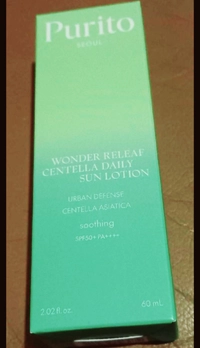 Purito
SEOUL
WONDER RELEAF
CENTELLA DAILY
SUN LOTION
URBAN DEFENSE
CENTELLA ASIATICA
soothing
SPF50+ PA++++
2.02 fl. oz.
60 mL